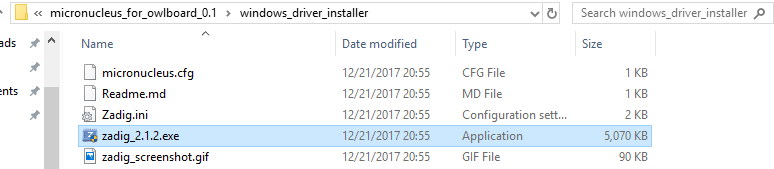 « micronucleus_for_owlboard_0.1 > windows_driver_installer Search windows_driver_installer
Name Date modified Type Size
micronucleus.cfg 12/21/2017 20:55 CFG File 1 KB
Readme.md 12/21/2017 20:55 MD File 1 KB
Zadig.ini 12/21/2017 20:55 Configuration sett... 2 KB
zadig_2.1.2.exe 12/21/2017 20:55 Application 5,070 KB
zadig_screenshot.gif 12/21/2017 20:55 GIF File 90 KB
ads
ents